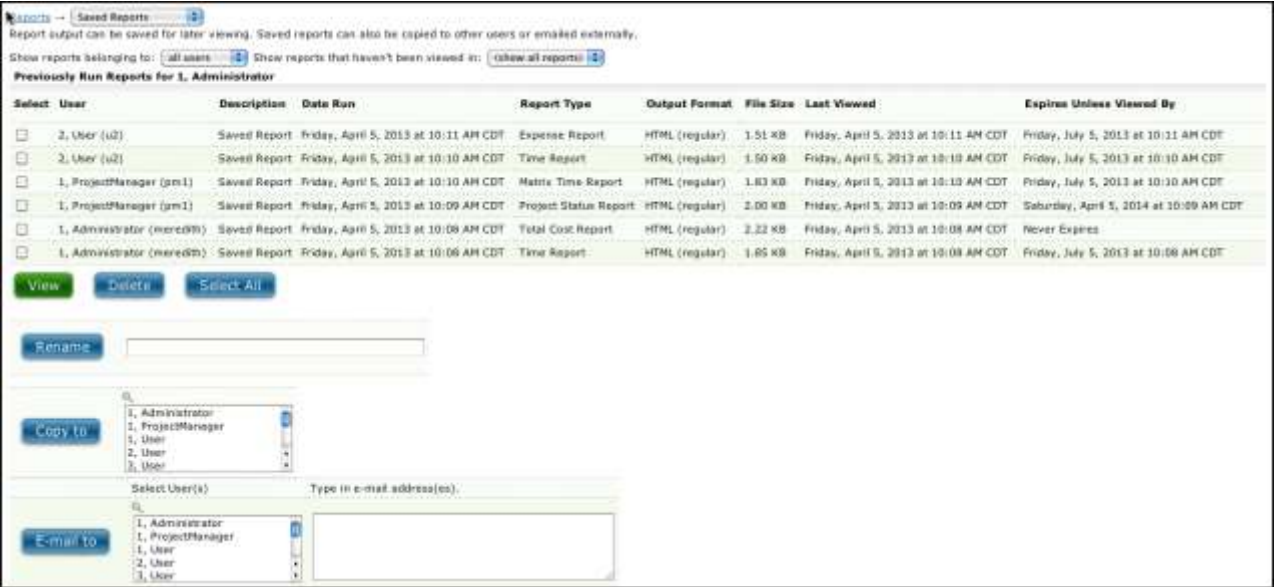 Reports → Saved Reports
Report output can be saved for later viewing. Saved reports can also be copied to other users or emailed externally.
Show reports belonging to: all users Show reports that haven't been viewed in: (show all reports)
Previously Run Reports for 1, Administrator
Select User Description Date Run Report Type Output Format File Size Last Viewed Expires Unless Viewed By
2, User (u2) Saved Report Friday, April 5, 2013 at 10:11 AM CDT Expense Report HTML (regular) 1.51 KB Friday, April 5, 2013 at 10:11 AM CDT Friday, July 5, 2013 at 10:11 AM CDT
2, User (u2) Saved Report Friday, April 5, 2013 at 10:10 AM CDT Time Report HTML (regular) 1.50 KB Friday, April 5, 2013 at 10:10 AM CDT Friday, July 5, 2013 at 10:10 AM CDT
1, ProjectManager (pm1) Saved Report Friday, April 5, 2013 at 10:10 AM CDT Matrix Time Report HTML (regular) 1.83 KB Friday, April 5, 2013 at 10:10 AM CDT Friday, July 5, 2013 at 10:10 AM CDT
1, ProjectManager (pm1) Saved Report Friday, April 5, 2013 at 10:09 AM CDT Project Status Report HTML (regular) 2.00 KB Friday, April 5, 2013 at 10:09 AM CDT Saturday, April 5, 2014 at 10:09 AM CDT
1, Administrator (meredith) Saved Report Friday, April 5, 2013 at 10:08 AM CDT Total Cost Report HTML (regular) 2.22 KB Friday, April 5, 2013 at 10:08 AM CDT Never Expires
1, Administrator (meredith) Saved Report Friday, April 5, 2013 at 10:08 AM CDT Time Report HTML (regular) 1.85 KB Friday, April 5, 2013 at 10:08 AM CDT Friday, July 5, 2013 at 10:08 AM CDT
View Delete Select All
Rename
Copy to
1, Administrator
1, ProjectManager
1, User
2, User
3, User
Select User(s) Type in e-mail address(es).
E-mail to
1, Administrator
1, ProjectManager
1, User
2, User
3, User